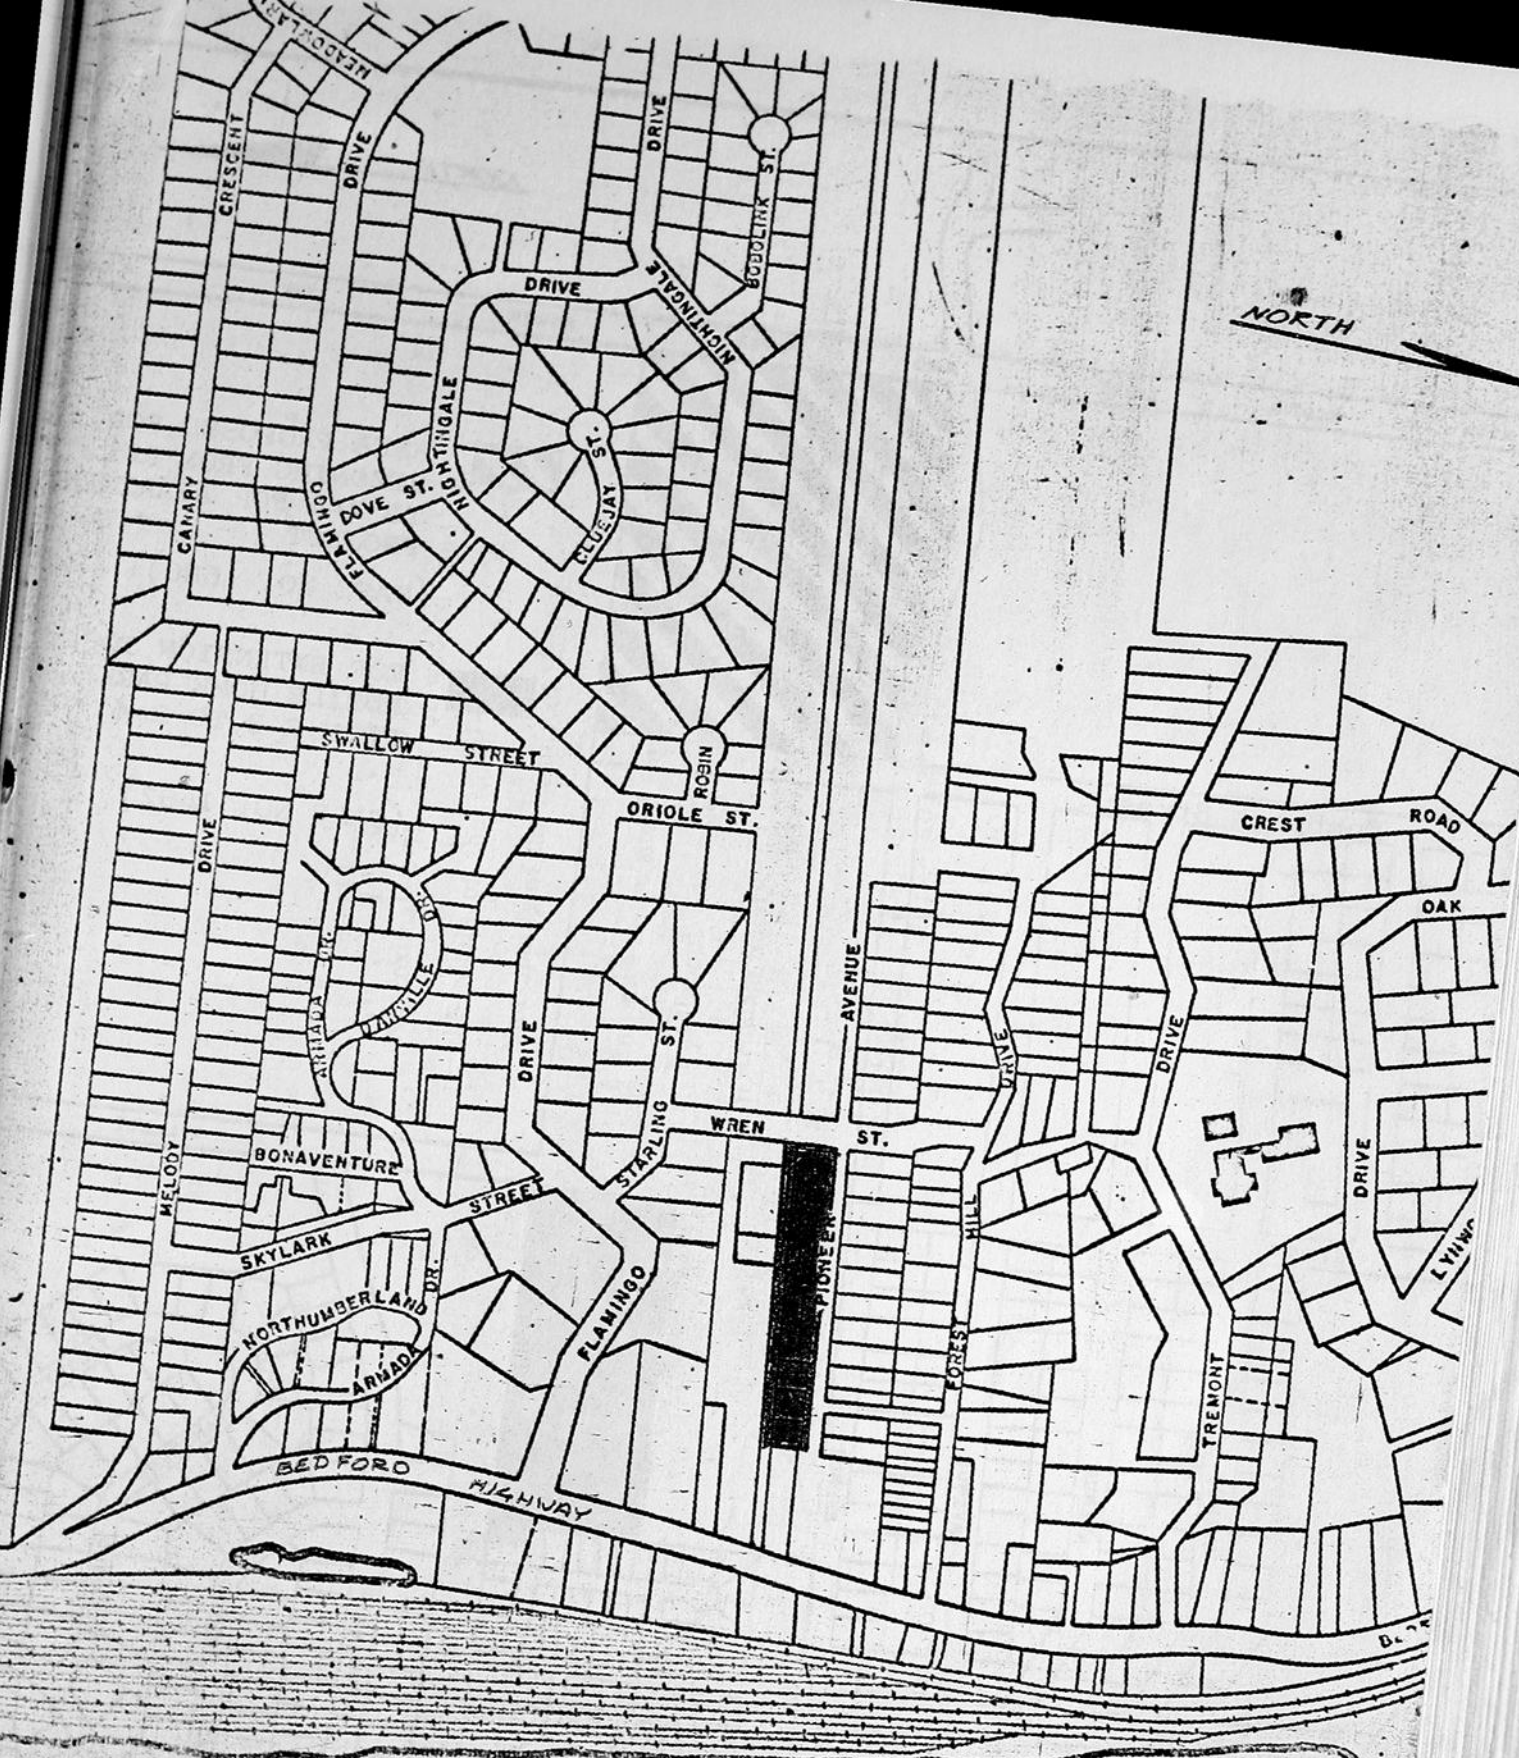 MEADOWLARK
CRESCENT
DRIVE
DRIVE
BOBOLINK ST.
NORTH
DRIVE
NIGHTINGALE
NIGHTINGALE
CANARY
FLAMINGO
DOVE ST.
CLUEJAY ST.
SWALLOW STREET
ROBIN
ORIOLE ST.
CREST ROAD
OAK
DRIVE
ARMADA DR.
DANVILLE DR.
DRIVE
STARLING ST.
AVENUE
DRIVE
DRIVE
DRIVE
WREN ST.
MELODY
BONAVENTURE
SKYLARK STREET
HILL
FOREST
PIONEER
NORTHUMBERLAND
ARMADA DR.
FLAMINGO
TREMONT
BEDFORD HIGHWAY